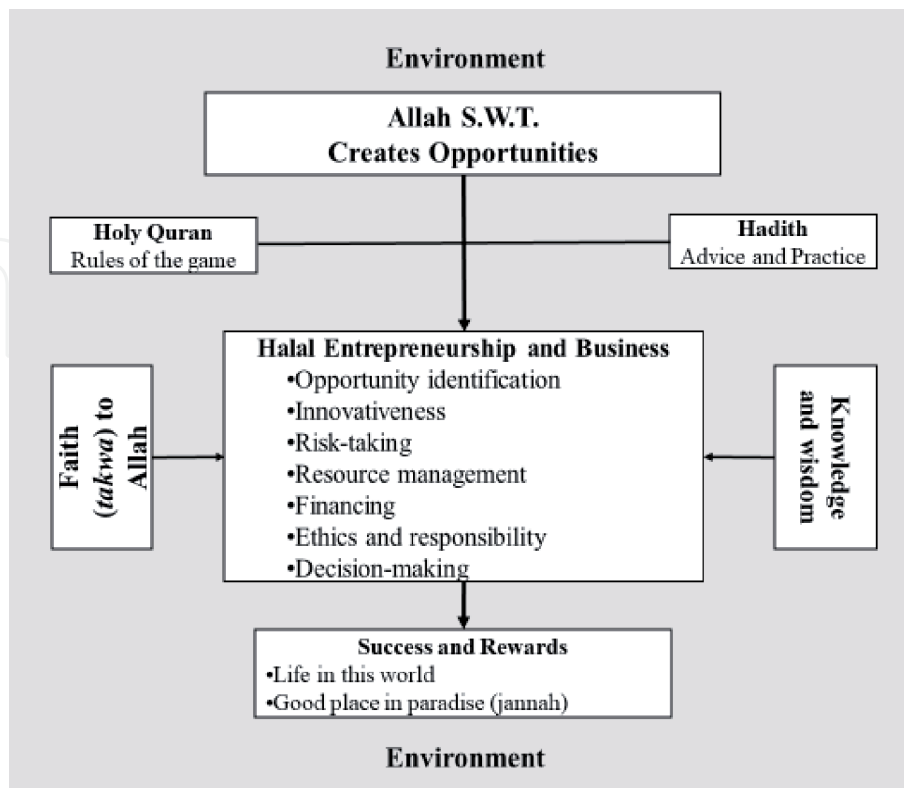 Environment
Allah S.W.T.
Creates Opportunities
Holy Quran
Rules of the game
Hadith
Advice and Practice
Halal Entrepreneurship and Business
•Opportunity identification
•Innovativeness
•Risk-taking
•Resource management
•Financing
•Ethics and responsibility
•Decision-making
Faith
(takwa) to
Allah
Knowledge
and wisdom
Success and Rewards
•Life in this world
•Good place in paradise (jannah)
Environment